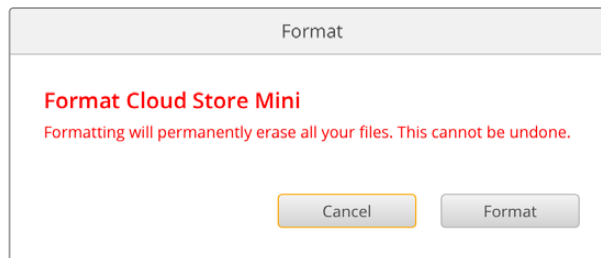 Format
Format Cloud Store Mini
Formatting will permanently erase all your files. This cannot be undone.
Cancel
Format